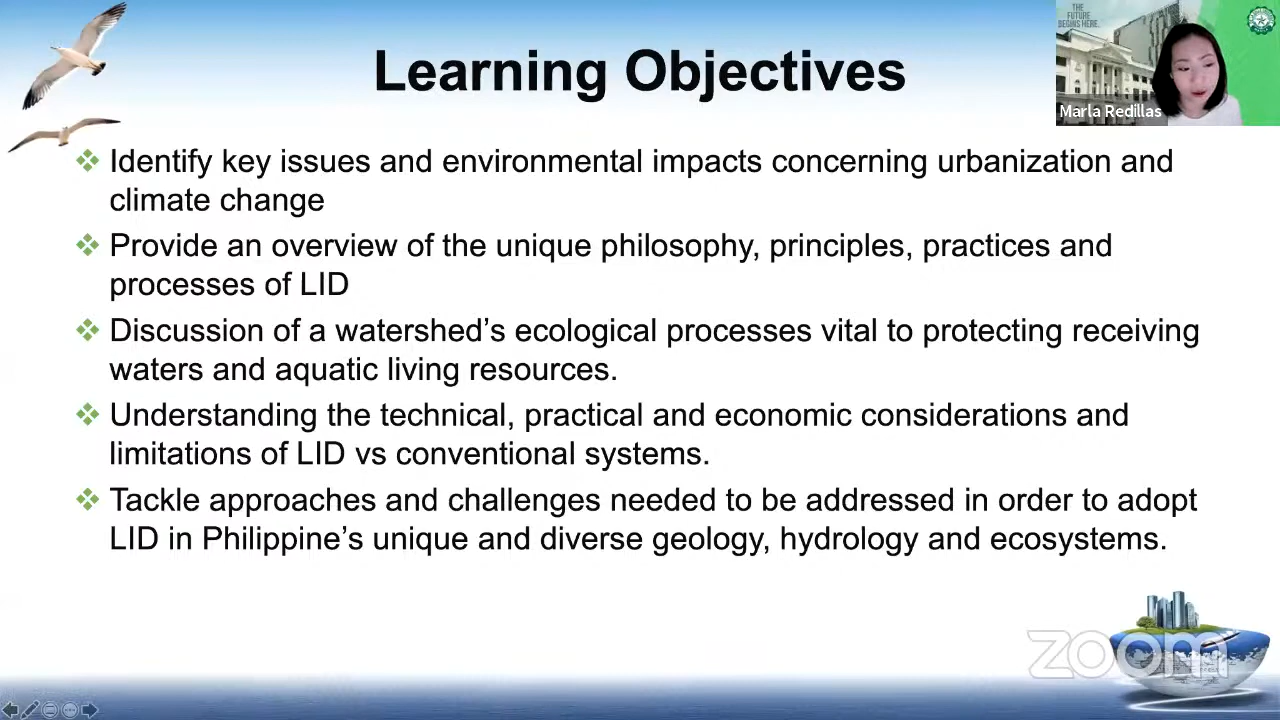 Learning Objectives
THE
FUTURE
BEGINS HERE.
Marla Redillas
❖ Identify key issues and environmental impacts concerning urbanization and
climate change
❖ Provide an overview of the unique philosophy, principles, practices and
processes of LID
❖ Discussion of a watershed’s ecological processes vital to protecting receiving
waters and aquatic living resources.
❖ Understanding the technical, practical and economic considerations and
limitations of LID vs conventional systems.
❖ Tackle approaches and challenges needed to be addressed in order to adopt
LID in Philippine’s unique and diverse geology, hydrology and ecosystems.
zoom